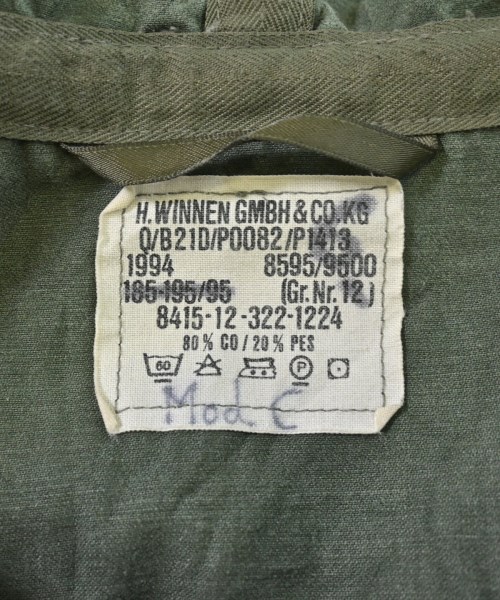 H.WINNEN GMBH & CO.KG
Q/B21D/P0082/P1413
1994 8595/9500
185-195/95 (Gr.Nr.12)
8415-12-322-1224
80% CO/20% PES
60 P
Mod. C